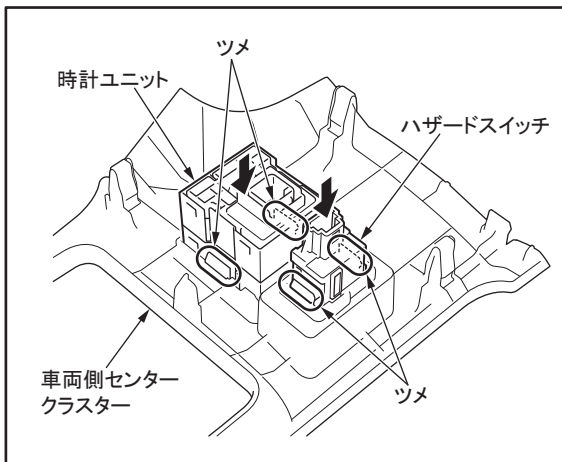 ツメ
時計ユニット
ハザードスイッチ
車両側センター
クラスター
ツメ